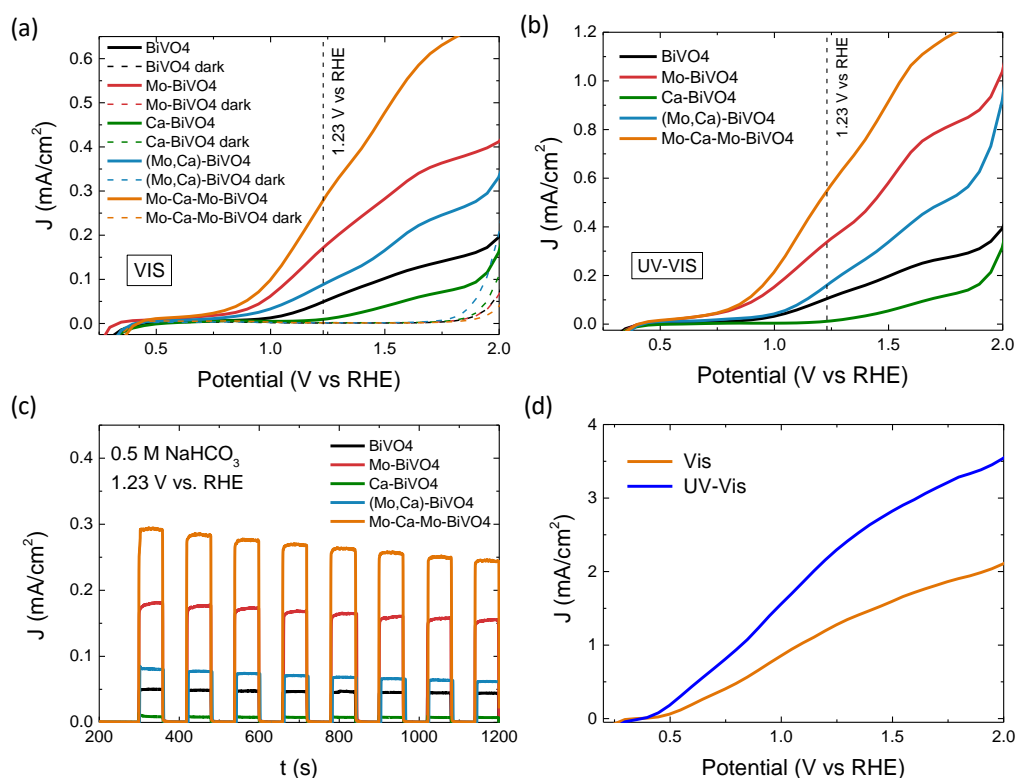 (a)
0.6
0.5
0.4
0.3
0.2
0.1
0.0
J (mA/cm²)
BiVO4
BiVO4 dark
Mo-BiVO4
Mo-BiVO4 dark
Ca-BiVO4
Ca-BiVO4 dark
(Mo,Ca)-BiVO4
(Mo,Ca)-BiVO4 dark
Mo-Ca-Mo-BiVO4
Mo-Ca-Mo-BiVO4 dark
1.23 V vs RHE
VIS
0.5
1.0
1.5
2.0
Potential (V vs RHE)
(b)
1.2
1.0
0.8
0.6
0.4
0.2
0.0
J (mA/cm²)
BiVO4
Mo-BiVO4
Ca-BiVO4
(Mo,Ca)-BiVO4
Mo-Ca-Mo-BiVO4
1.23 V vs RHE
UV-VIS
0.5
1.0
1.5
2.0
Potential (V vs RHE)
(c)
0.4
0.3
0.2
0.1
0.0
J (mA/cm²)
0.5 M NaHCO₃
1.23 V vs. RHE
BiVO4
Mo-BiVO4
Ca-BiVO4
(Mo,Ca)-BiVO4
Mo-Ca-Mo-BiVO4
200
400
600
800
1000
1200
t (s)
(d)
4
3
2
1
0
J (mA/cm²)
Vis
UV-Vis
0.5
1.0
1.5
2.0
Potential (V vs RHE)